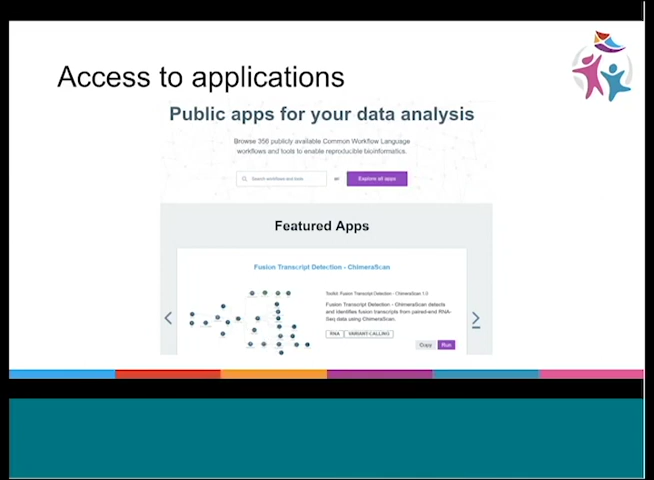 Access to applications
Public apps for your data analysis
Browse 356 publicly available Common Workflow Language
workflows and tools to enable reproducible bioinformatics.
Search workflows and tools
or
Explore all apps
Featured Apps
Fusion Transcript Detection - ChimeraScan
Toolkit: Fusion Transcript Detection - ChimeraScan 1.0
Fusion Transcript Detection - ChimeraScan detects
and identifies fusion transcripts from paired-end RNA-
Seq data using ChimeraScan.
RNA
VARIANT-CALLING
Copy
Run